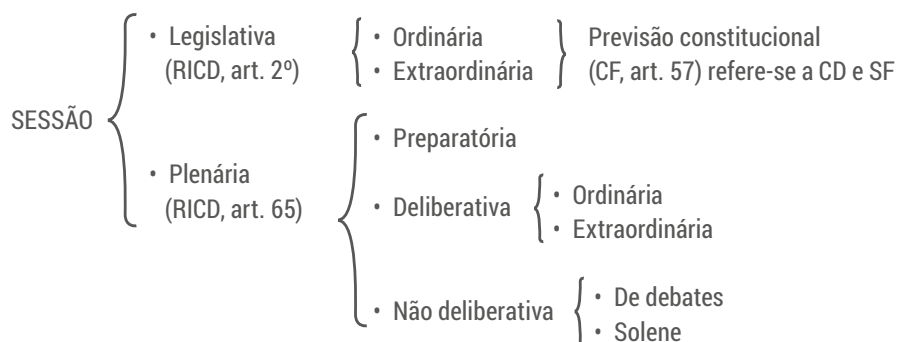 SESSÃO
• Legislativa
(RICD, art. 2º)
• Ordinária
• Extraordinária
Previsão constitucional
(CF, art. 57) refere-se a CD e SF
• Plenária
(RICD, art. 65)
• Preparatória
• Deliberativa
• Ordinária
• Extraordinária
• Não deliberativa
• De debates
• Solene